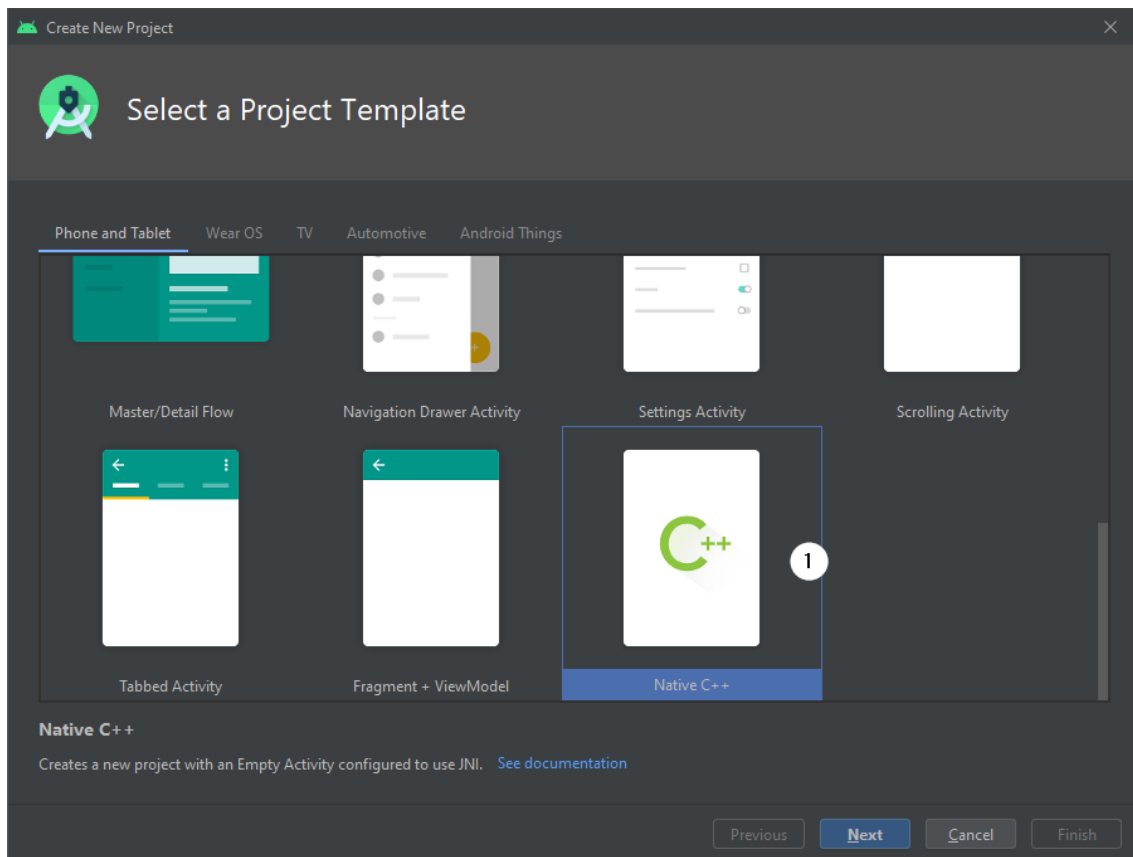 Create New Project
Select a Project Template
Phone and Tablet
Wear OS
TV
Automotive
Android Things
Master/Detail Flow
Navigation Drawer Activity
Settings Activity
Scrolling Activity
C++
1
Tabbed Activity
Fragment + ViewModel
Native C++
Native C++
Creates a new project with an Empty Activity configured to use JNI. See documentation
Previous
Next
Cancel
Finish